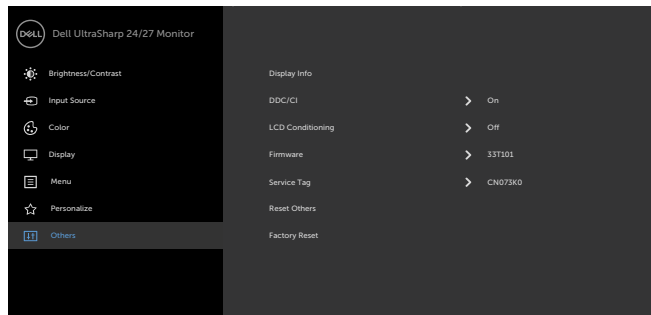 DELL Dell UltraSharp 24/27 Monitor
Brightness/Contrast
Input Source
Color
Display
Menu
Personalize
Others
Display Info
DDC/CI On
LCD Conditioning Off
Firmware 33T101
Service Tag CN073K0
Reset Others
Factory Reset